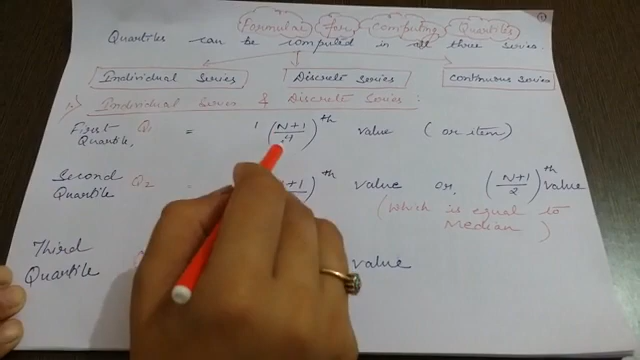 Formulae for Computing Quartiles
Quartiles can be computed in all three series.
Individual Series Discrete Series Continuous Series
A) Individual Series & Discrete Series :
First Quartile, Q1 = 1 (N+1/4)th value (or item)
Second Quartile Q2 N+1 )th value or (N+1/2)th value
(Which is equal to Median)
Third Quartile value